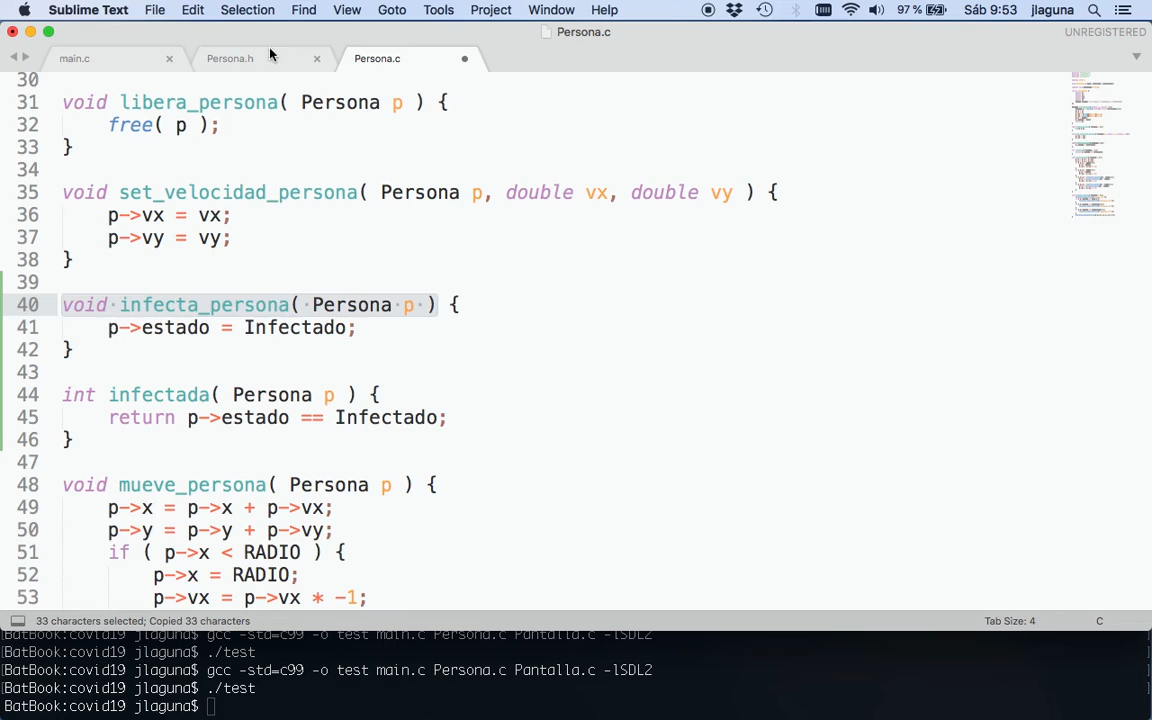 Sublime Text File Edit Selection Find View Goto Tools Project Window Help 97 % Sáb 9:53 jlaguna
Persona.c UNREGISTERED
main.c × Persona.h × Persona.c
30
31 void libera_persona( Persona p ) {
32 free( p );
33 }
34
35 void set_velocidad_persona( Persona p, double vx, double vy ) {
36 p->vx = vx;
37 p->vy = vy;
38 }
39
40 void infecta_persona( Persona p ) {
41 p->estado = Infectado;
42 }
43
44 int infectada( Persona p ) {
45 return p->estado == Infectado;
46 }
47
48 void mueve_persona( Persona p ) {
49 p->x = p->x + p->vx;
50 p->y = p->y + p->vy;
51 if ( p->x < RADIO ) {
52 p->x = RADIO;
53 p->vx = p->vx * -1;
33 characters selected; Copied 33 characters Tab Size: 4 C
[BatBook:covid19 jlaguna$ gcc -std=c99 -o test main.c Persona.c Pantalla.c -lSDL2
[BatBook:covid19 jlaguna$ ./test ]
[BatBook:covid19 jlaguna$ gcc -std=c99 -o test main.c Persona.c Pantalla.c -lSDL2 ]
[BatBook:covid19 jlaguna$ ./test ]
BatBook:covid19 jlaguna$